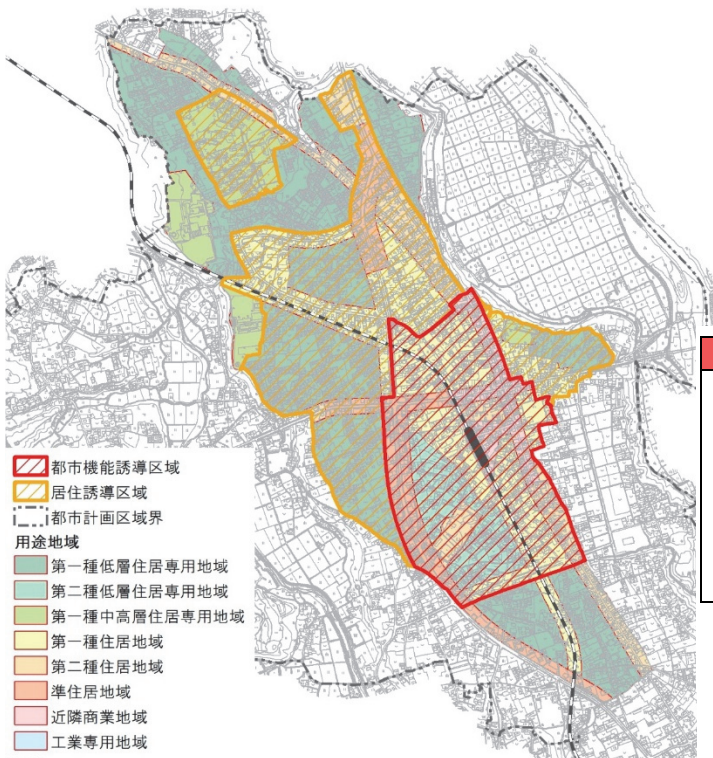 都市機能誘導区域
居住誘導区域
都市計画区域界
用途地域
第一種低層住居専用地域
第二種低層住居専用地域
第一種中高層住居専用地域
第一種住居地域
第二種住居地域
準住居地域
近隣商業地域
工業専用地域